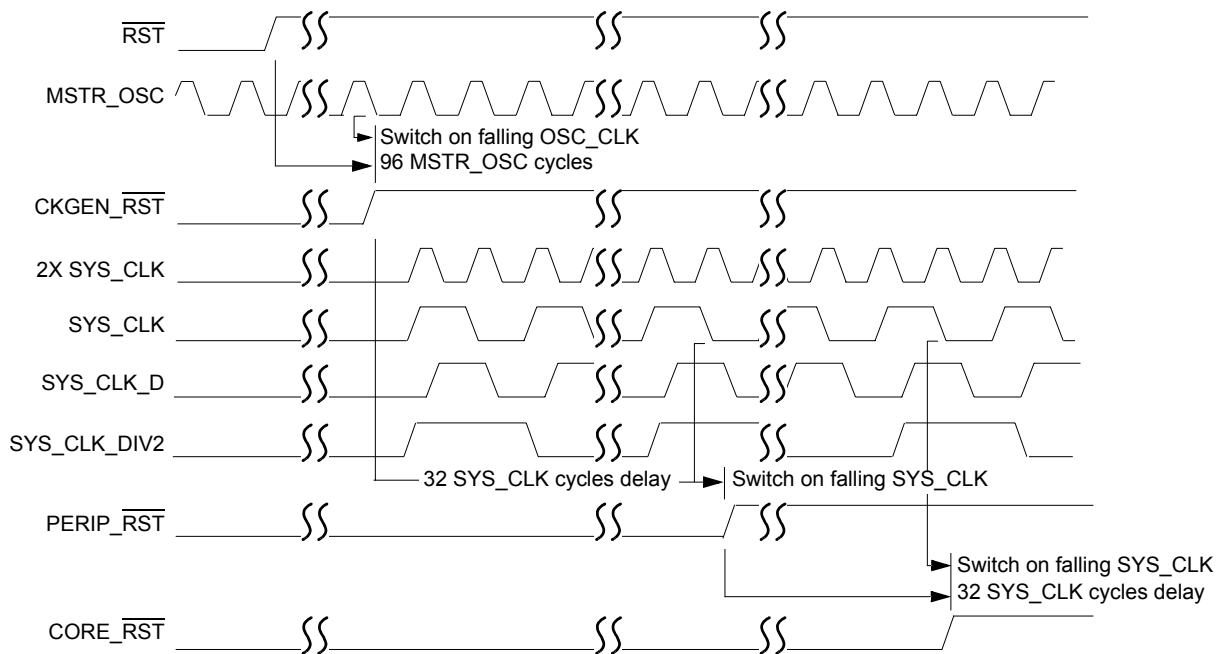 RST
MSTR_OSC
Switch on falling OSC_CLK
96 MSTR_OSC cycles
CKGEN_RST
2X SYS_CLK
SYS_CLK
SYS_CLK_D
SYS_CLK_DIV2
32 SYS_CLK cycles delay
Switch on falling SYS_CLK
PERIP_RST
Switch on falling SYS_CLK
32 SYS_CLK cycles delay
CORE_RST